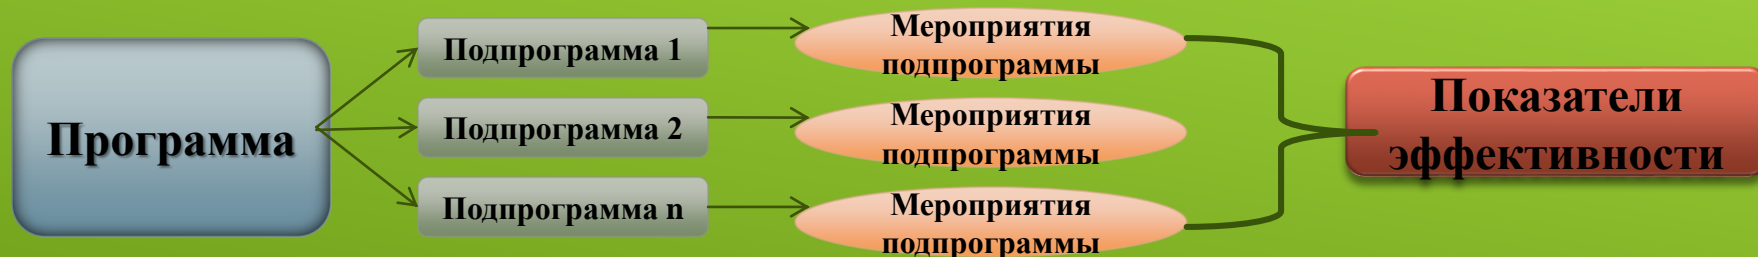 Программа
Подпрограмма 1
Подпрограмма 2
Подпрограмма n
Мероприятия
подпрограммы
Мероприятия
подпрограммы
Мероприятия
подпрограммы
Показатели
эффективности